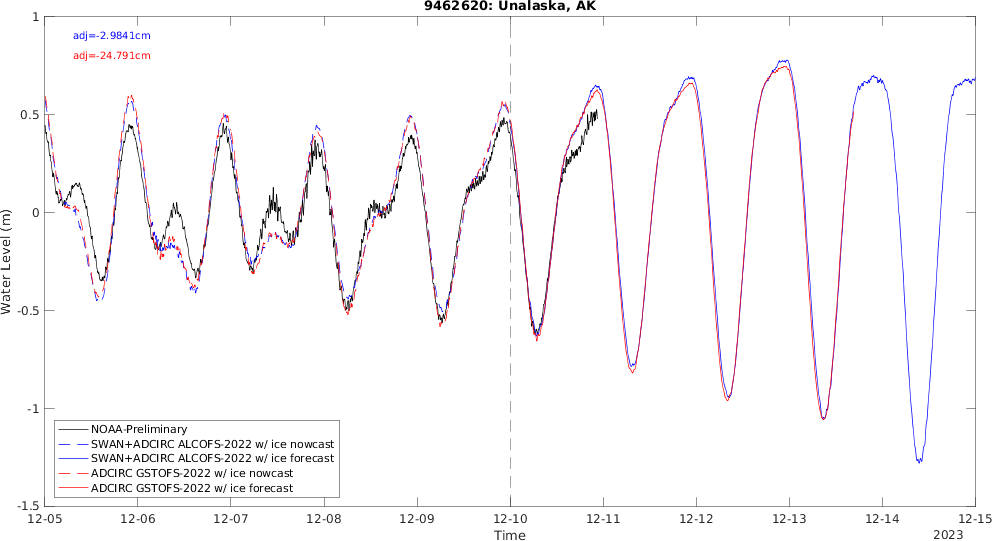 9462620: Unalaska, AK
adj=-2.9841cm
adj=-24.791cm
1
0.5
0
-0.5
-1
-1.5
Water Level (m)
NOAA-Preliminary
SWAN+ADCIRC ALCOFS-2022 w/ ice nowcast
SWAN+ADCIRC ALCOFS-2022 w/ ice forecast
ADCIRC GSTOFS-2022 w/ ice nowcast
ADCIRC GSTOFS-2022 w/ ice forecast
12-05 12-06 12-07 12-08 12-09 12-10 12-11 12-12 12-13 12-14 12-15
Time
2023